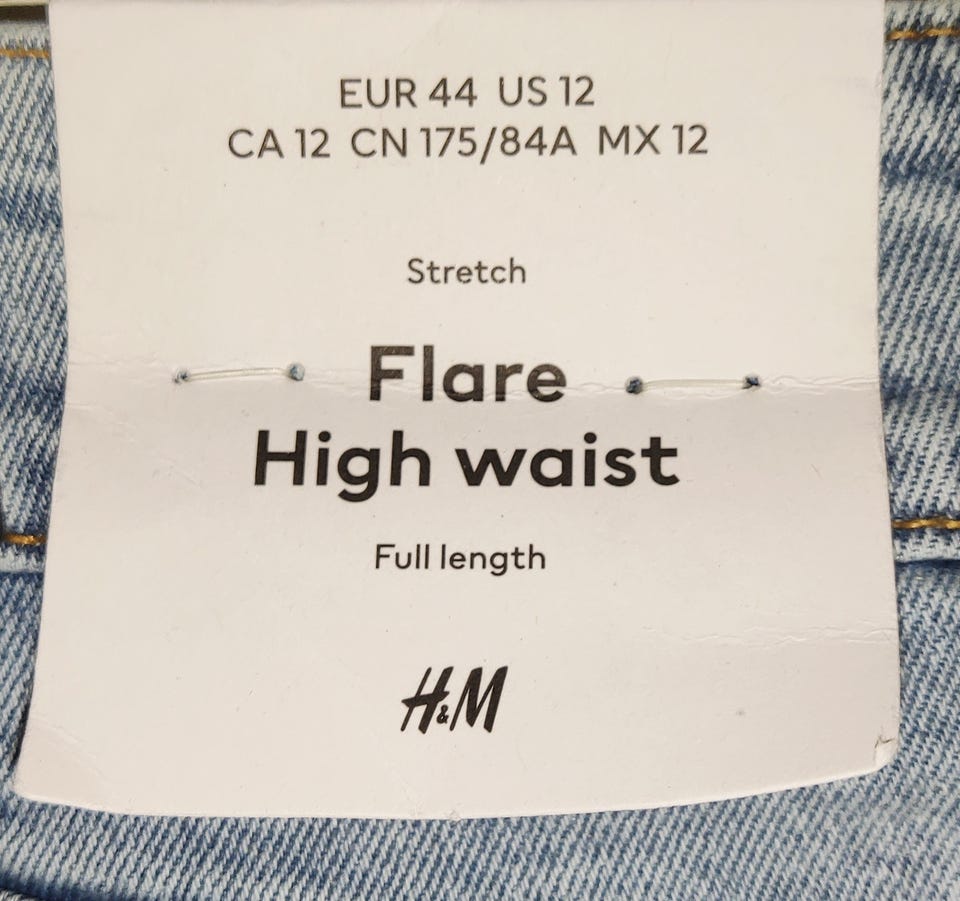 EUR 44 US 12
CA 12 CN 175/84A MX 12
Stretch
Flare
High waist
Full length
H&M